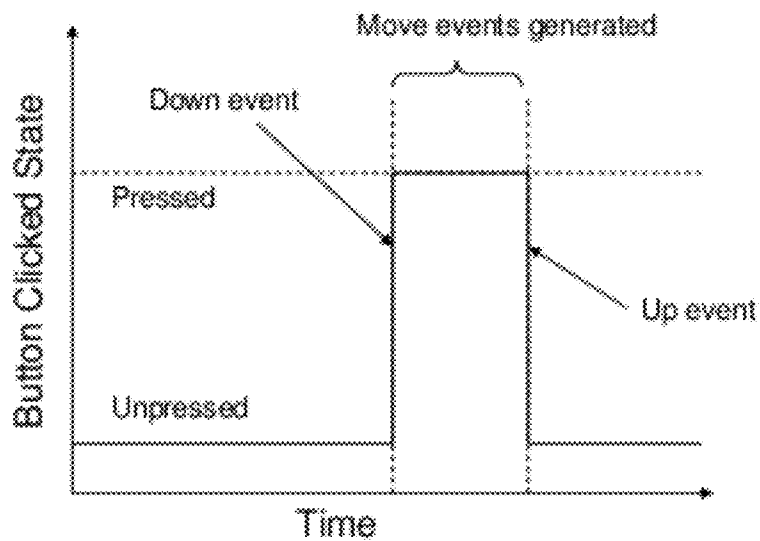 Move events generated
Down event
Button Clicked State
Pressed
Up event
Unpressed
Time